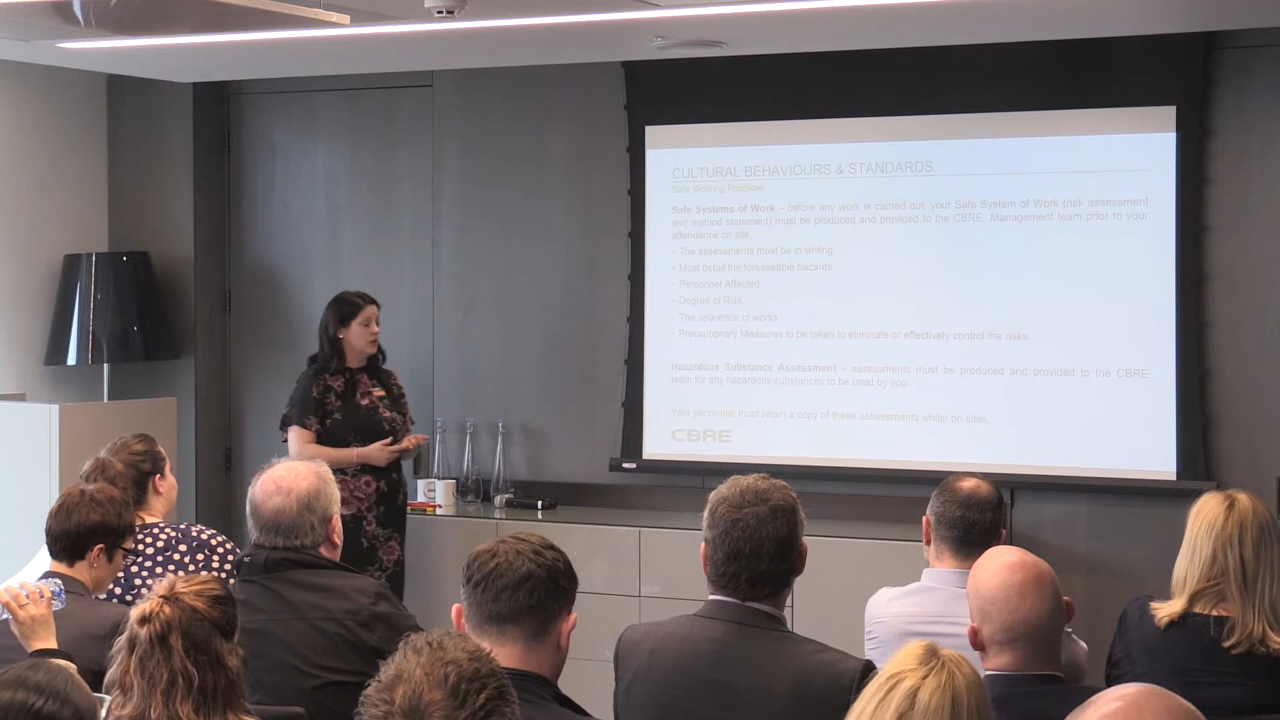 CULTURAL BEHAVIOURS & STANDARDS
Safe Working Practices
Safe Systems of Work – before any work is carried out, your Safe System of Work (risk assessment
and method statement) must be produced and provided to the CBRE Management team prior to your
attendance on site.
- The assessments must be in writing.
- Must detail the foreseeable hazards
- Personnel Affected.
- Degree of Risk.
- The sequence of works
- Precautionary Measures to be taken to eliminate or effectively control the risks.
Hazardous Substance Assessment – assessments must be produced and provided to the CBRE
team for any hazardous substances to be used by you
Your personnel must retain a copy of these assessments whilst on sites.
CBRE